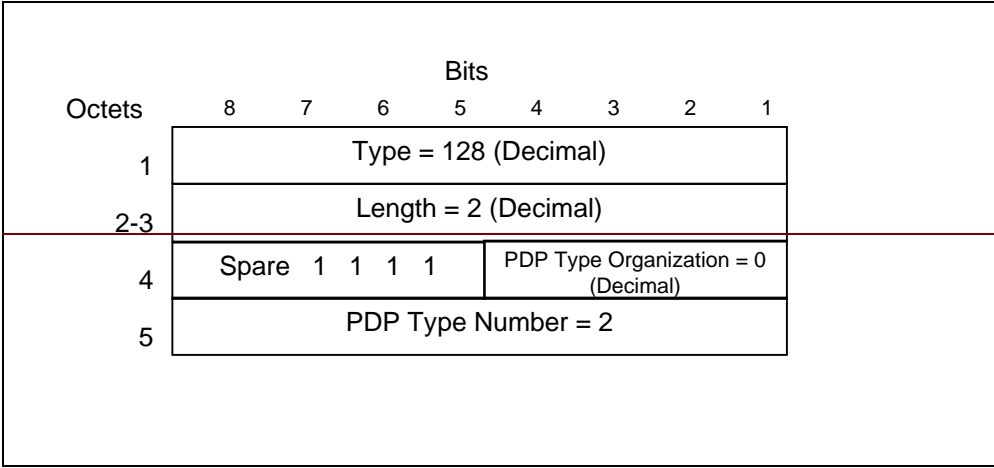 Bits
Octets 8 7 6 5 4 3 2 1
1 Type = 128 (Decimal)
2-3 Length = 2 (Decimal)
4 Spare 1 1 1 1 PDP Type Organization = 0
(Decimal)
5 PDP Type Number = 2